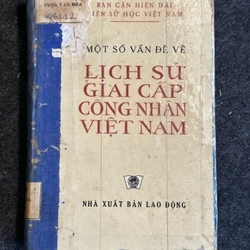 BAN CẬN HIỆN ĐẠI
VIỆN SỬ HỌC VIỆT NAM
MỘT SỐ VẤN ĐỀ VỀ
LỊCH SỬ
GIAI CẤP
CÔNG NHÂN
VIỆT NAM
NHÀ XUẤT BẢN LAO ĐỘNG